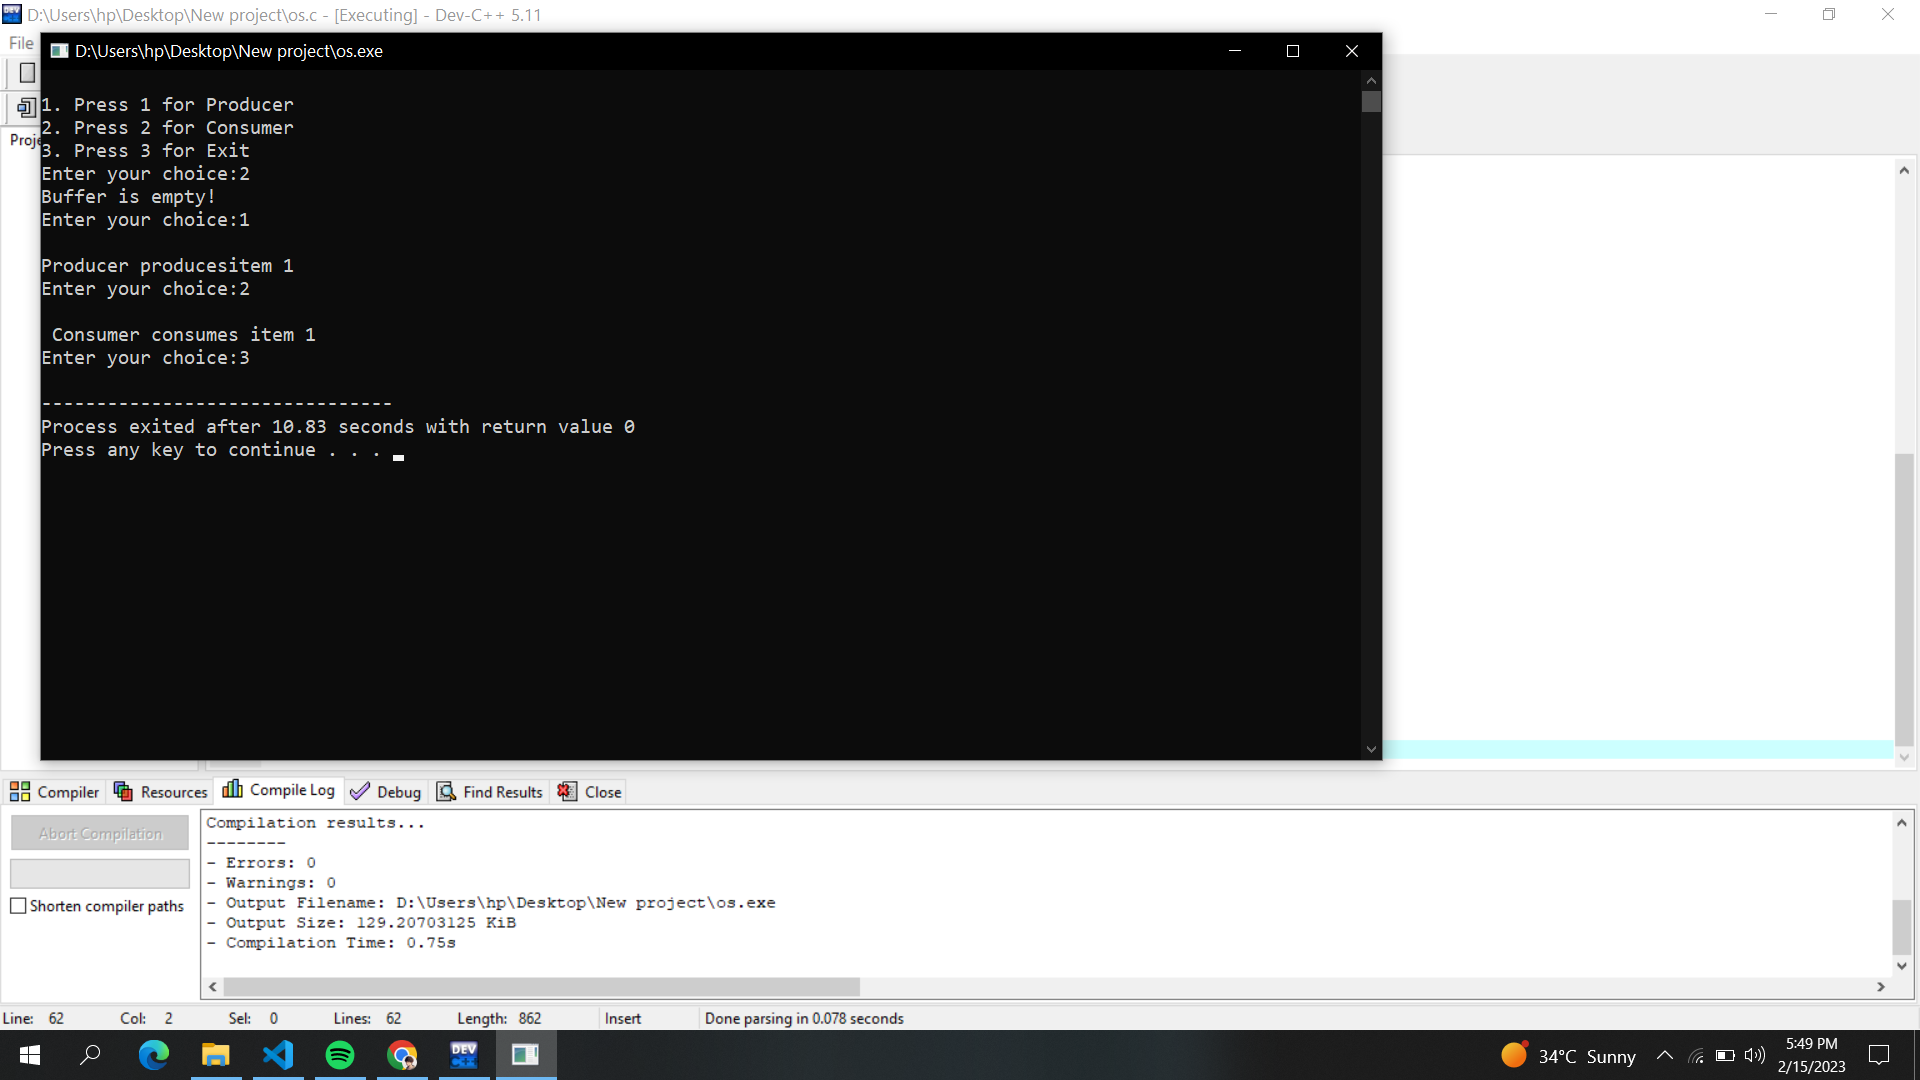 D:\Users\hp\Desktop\New project\os.c - [Executing] - Dev-C++ 5.11
File
D:\Users\hp\Desktop\New project\os.exe
Proje
1. Press 1 for Producer
2. Press 2 for Consumer
3. Press 3 for Exit
Enter your choice:2
Buffer is empty!
Enter your choice:1
Producer producesitem 1
Enter your choice:2
Consumer consumes item 1
Enter your choice:3
--------------------------------
Process exited after 10.83 seconds with return value 0
Press any key to continue . . .
Compiler Resources Compile Log Debug Find Results Close
Abort Compilation
Shorten compiler paths
Compilation results...
--------
- Errors: 0
- Warnings: 0
- Output Filename: D:\Users\hp\Desktop\New project\os.exe
- Output Size: 129.20703125 KiB
- Compilation Time: 0.75s
Line: 62 Col: 2 Sel: 0 Lines: 62 Length: 862 Insert Done parsing in 0.078 seconds
DEV C++
34°C Sunny
5:49 PM
2/15/2023